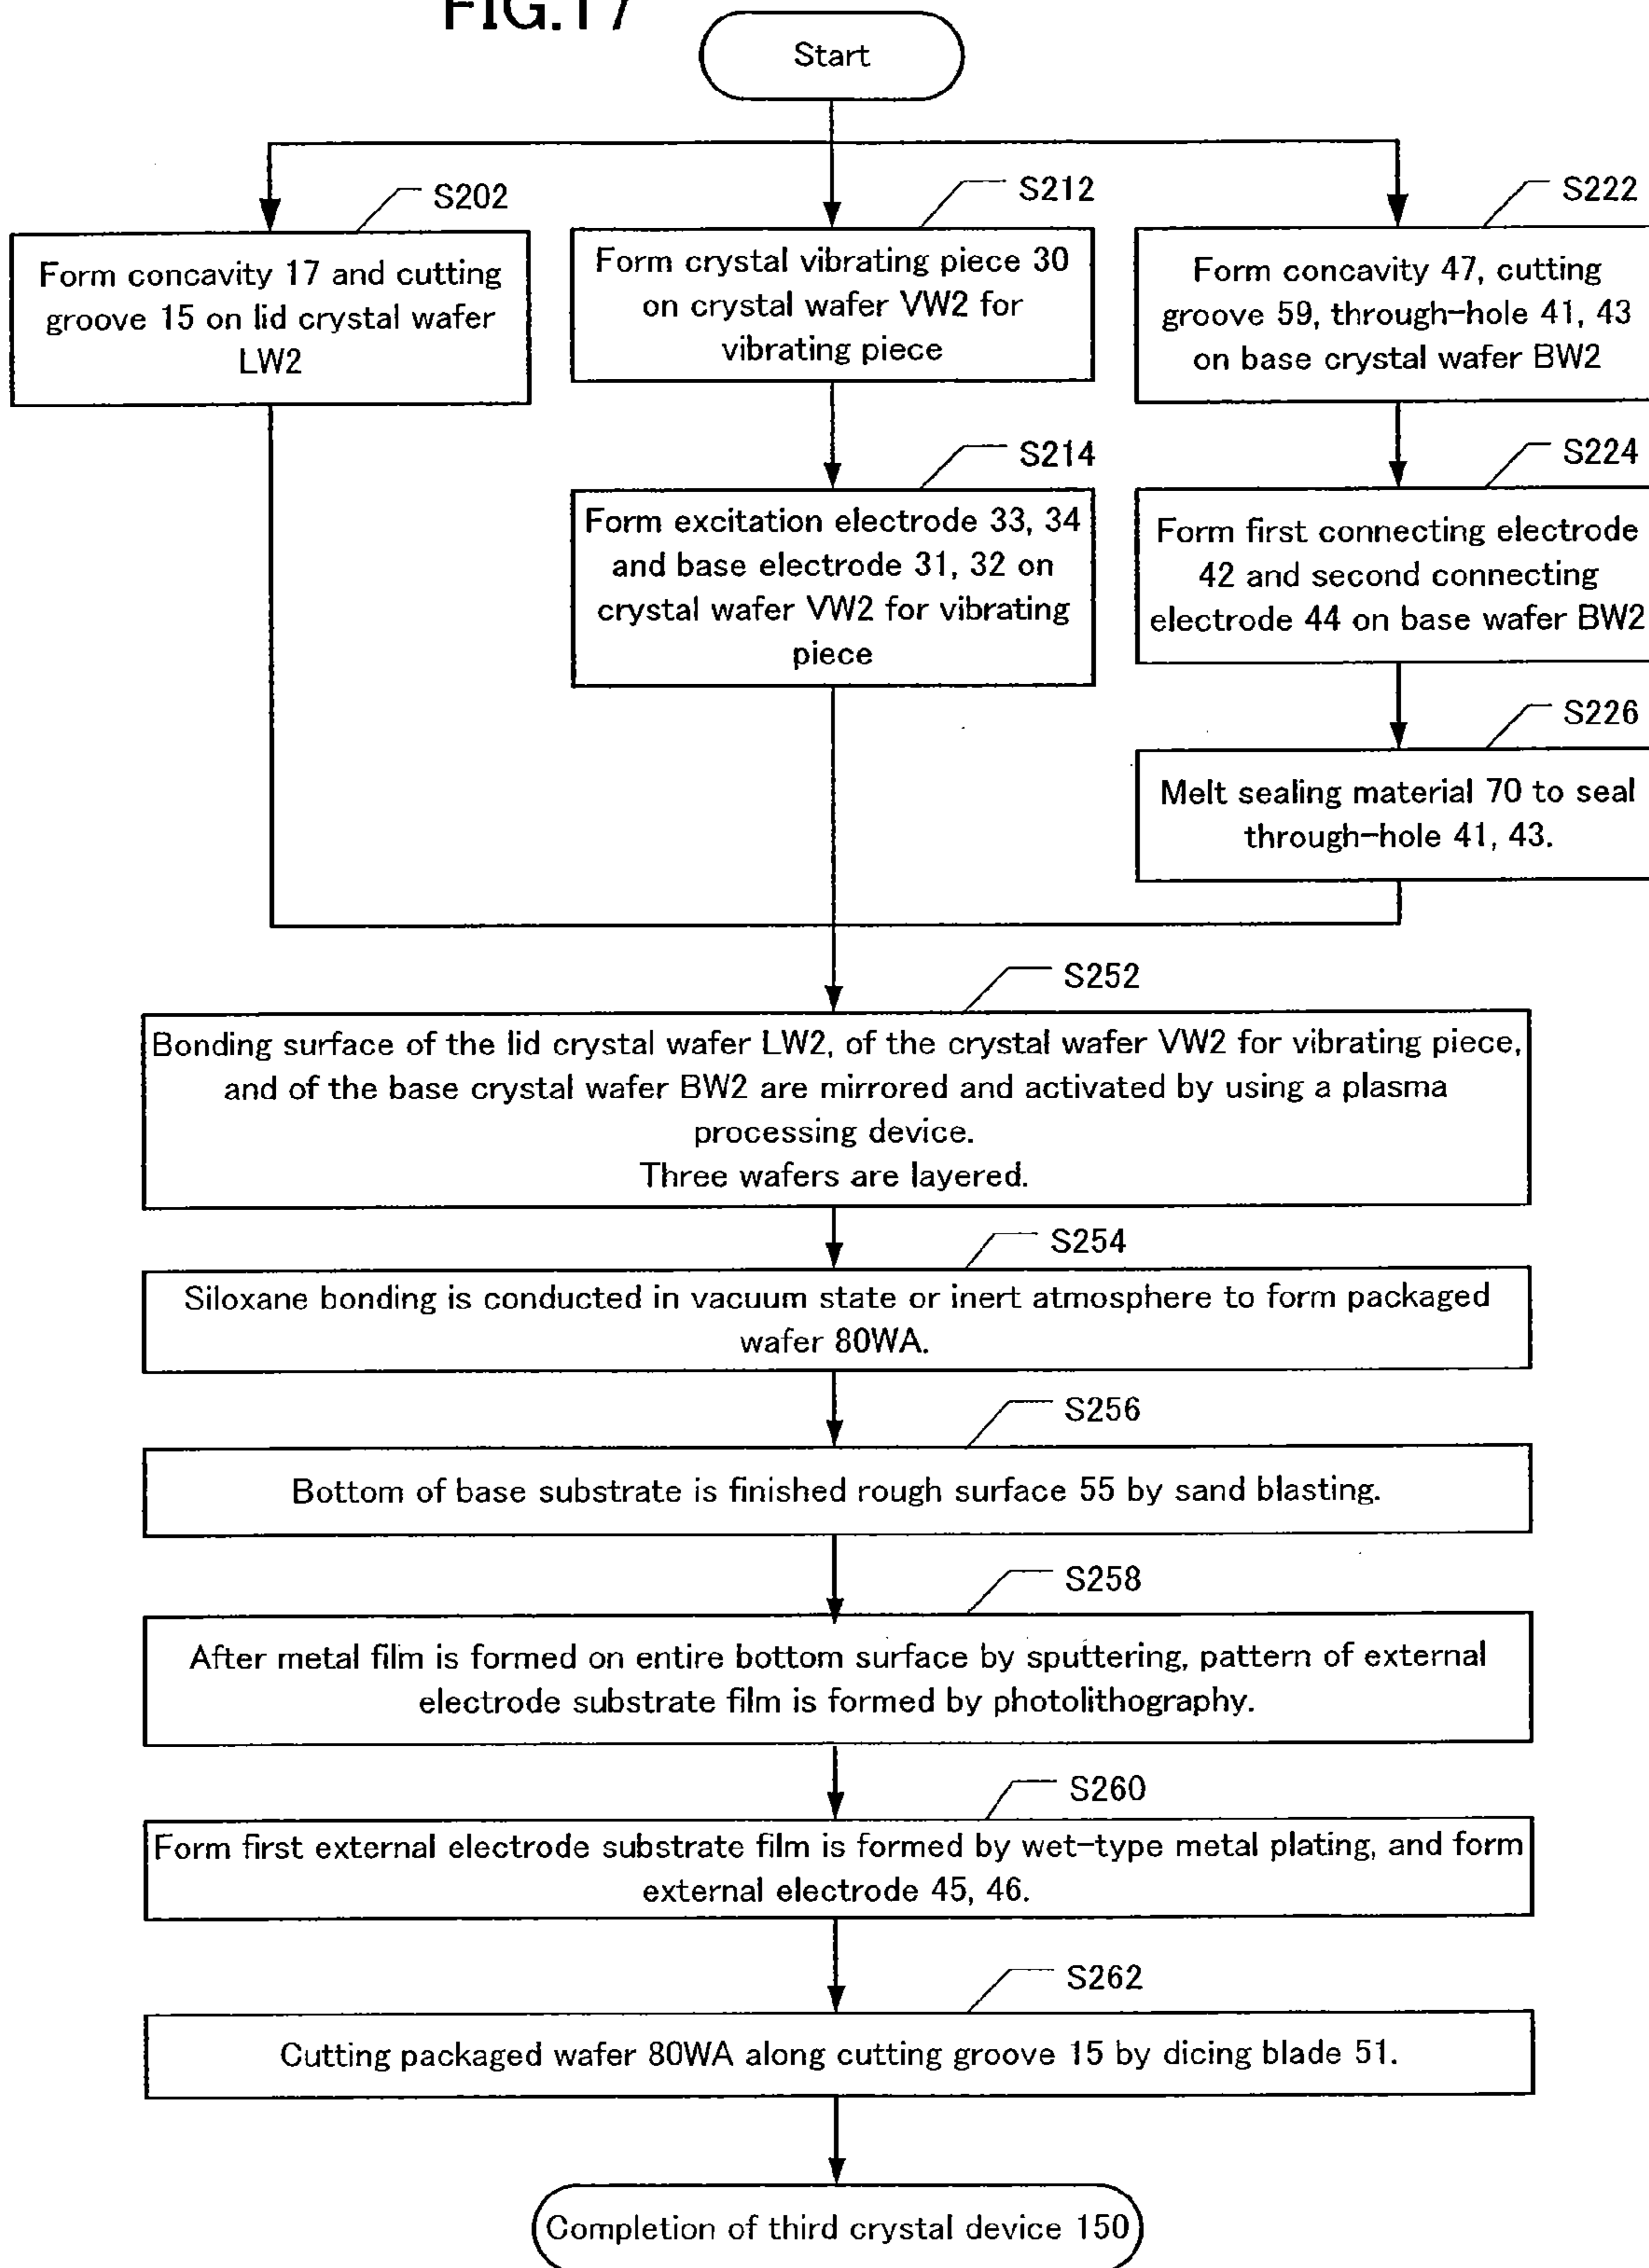 FIG.17
Start
S202
Form concavity 17 and cutting
groove 15 on lid crystal wafer
LW2
S212
Form crystal vibrating piece 30
on crystal wafer VW2 for
vibrating piece
S222
Form concavity 47, cutting
groove 59, through-hole 41, 43
on base crystal wafer BW2
S214
Form excitation electrode 33, 34
and base electrode 31, 32 on
crystal wafer VW2 for vibrating
piece
S224
Form first connecting electrode
42 and second connecting
electrode 44 on base wafer BW2
S226
Melt sealing material 70 to seal
through-hole 41, 43.
S252
Bonding surface of the lid crystal wafer LW2, of the crystal wafer VW2 for vibrating piece,
and of the base crystal wafer BW2 are mirrored and activated by using a plasma
processing device.
Three wafers are layered.
S254
Siloxane bonding is conducted in vacuum state or inert atmosphere to form packaged
wafer 80WA.
S256
Bottom of base substrate is finished rough surface 55 by sand blasting.
S258
After metal film is formed on entire bottom surface by sputtering, pattern of external
electrode substrate film is formed by photolithography.
S260
Form first external electrode substrate film is formed by wet-type metal plating, and form
external electrode 45, 46.
S262
Cutting packaged wafer 80WA along cutting groove 15 by dicing blade 51.
Completion of third crystal device 150